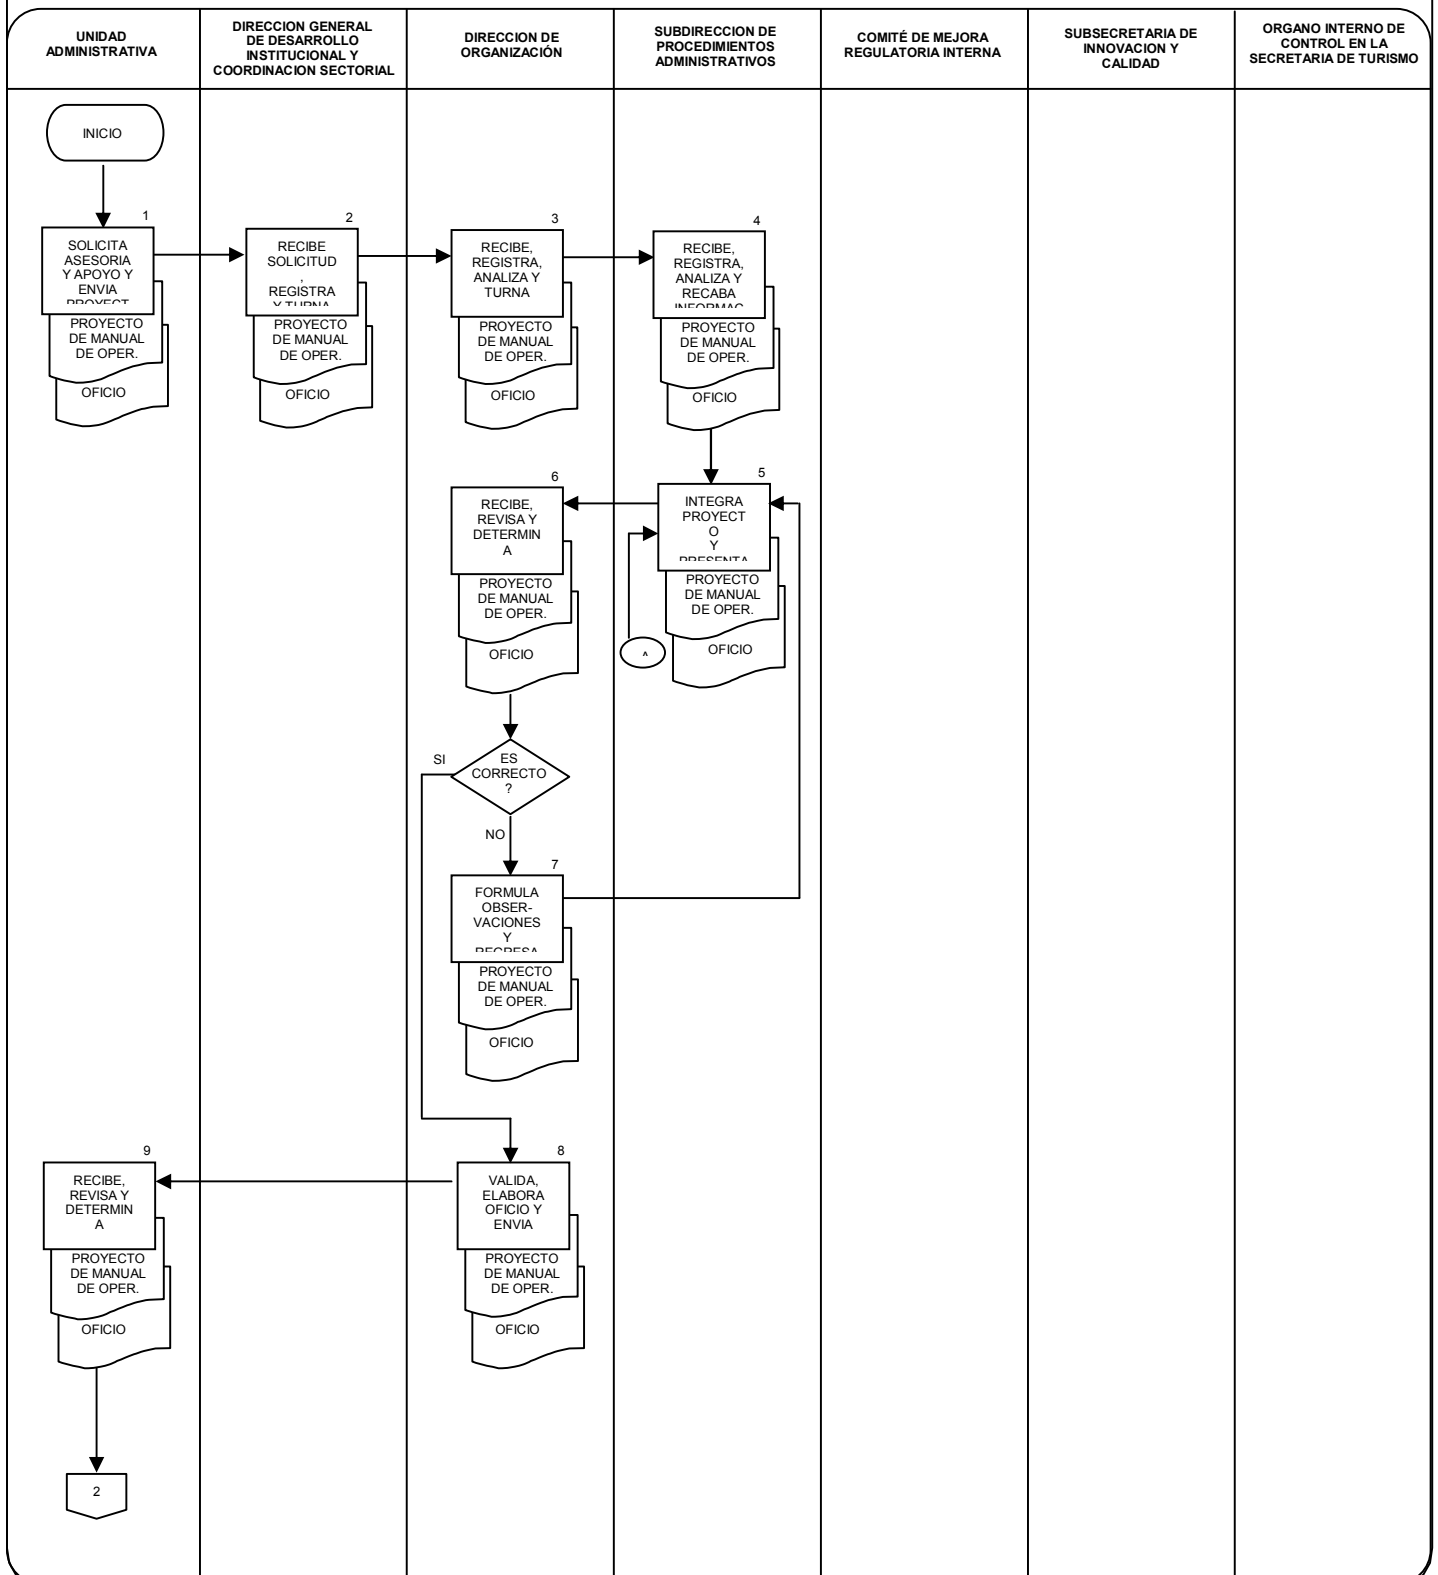 UNIDAD
ADMINISTRATIVA
DIRECCION GENERAL
DE DESARROLLO
INSTITUCIONAL Y
COORDINACION SECTORIAL
DIRECCION DE
ORGANIZACIÓN
SUBDIRECCION DE
PROCEDIMIENTOS
ADMINISTRATIVOS
COMITÉ DE MEJORA
REGULATORIA INTERNA
SUBSECRETARIA DE
INNOVACION Y
CALIDAD
ORGANO INTERNO DE
CONTROL EN LA
SECRETARIA DE TURISMO
INICIO
1
SOLICITA
ASESORIA
Y APOYO Y
ENVIA
PROYECT
PROYECTO
DE MANUAL
DE OPER.
OFICIO
2
RECIBE
SOLICITUD
,
REGISTRA
Y TURNA
PROYECTO
DE MANUAL
DE OPER.
OFICIO
3
RECIBE,
REGISTRA,
ANALIZA Y
TURNA
PROYECTO
DE MANUAL
DE OPER.
OFICIO
4
RECIBE,
REGISTRA,
ANALIZA Y
RECABA
INFORMAC
PROYECTO
DE MANUAL
DE OPER.
OFICIO
6
RECIBE,
REVISA Y
DETERMIN
A
PROYECTO
DE MANUAL
DE OPER.
OFICIO
5
INTEGRA
PROYECT
O
Y
PRESENTA
PROYECTO
DE MANUAL
DE OPER.
OFICIO
SI
ES
CORRECTO
?
NO
7
FORMULA
OBSER-
VACIONES
Y
REGRESA
PROYECTO
DE MANUAL
DE OPER.
OFICIO
9
RECIBE,
REVISA Y
DETERMIN
A
PROYECTO
DE MANUAL
DE OPER.
OFICIO
8
VALIDA,
ELABORA
OFICIO Y
ENVIA
PROYECTO
DE MANUAL
DE OPER.
OFICIO
2